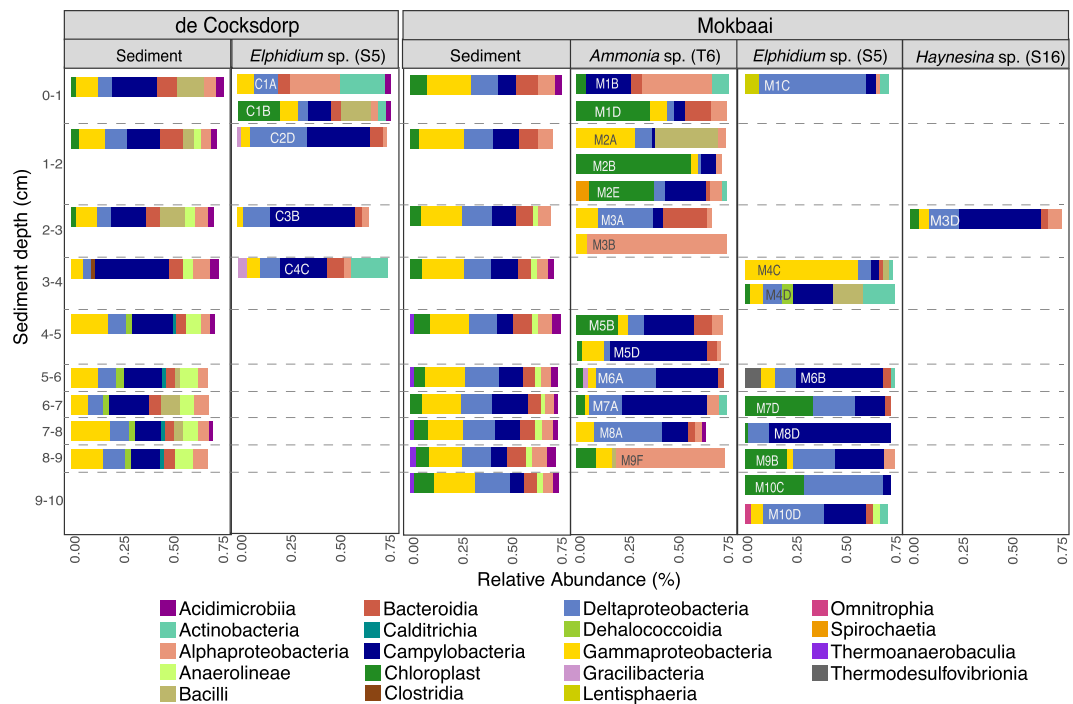 de Cocksdorp
Mokbaai
Sediment
Elphidium sp. (S5)
Sediment
Ammonia sp. (T6)
Elphidium sp. (S5)
Haynesina sp. (S16)
Sediment depth (cm)
0-1
C1A
M1B
M1C
C1B
M1D
1-2
C2D
M2A
M2B
M2E
2-3
C3B
M3A
M3D
M3B
3-4
C4C
M4C
M4D
4-5
M5B
M5D
5-6
M6A
M6B
6-7
M7A
M7D
7-8
M8A
M8D
8-9
M9F
M9B
9-10
M10C
M10D
0.00 0.25 0.50 0.75
0.00 0.25 0.50 0.75
0.00 0.25 0.50 0.75
0.00 0.25 0.50 0.75
0.00 0.25 0.50 0.75
0.00 0.25 0.50 0.75
Relative Abundance (%)
Acidimicrobiia
Actinobacteria
Alphaproteobacteria
Anaerolineae
Bacilli
Bacteroidia
Calditrichia
Campylobacteria
Chloroplast
Clostridia
Deltaproteobacteria
Dehalococcoidia
Gammaproteobacteria
Gracilibacteria
Lentisphaeria
Omnitrophia
Spirochaetia
Thermoanaerobaculia
Thermodesulfovibrionia